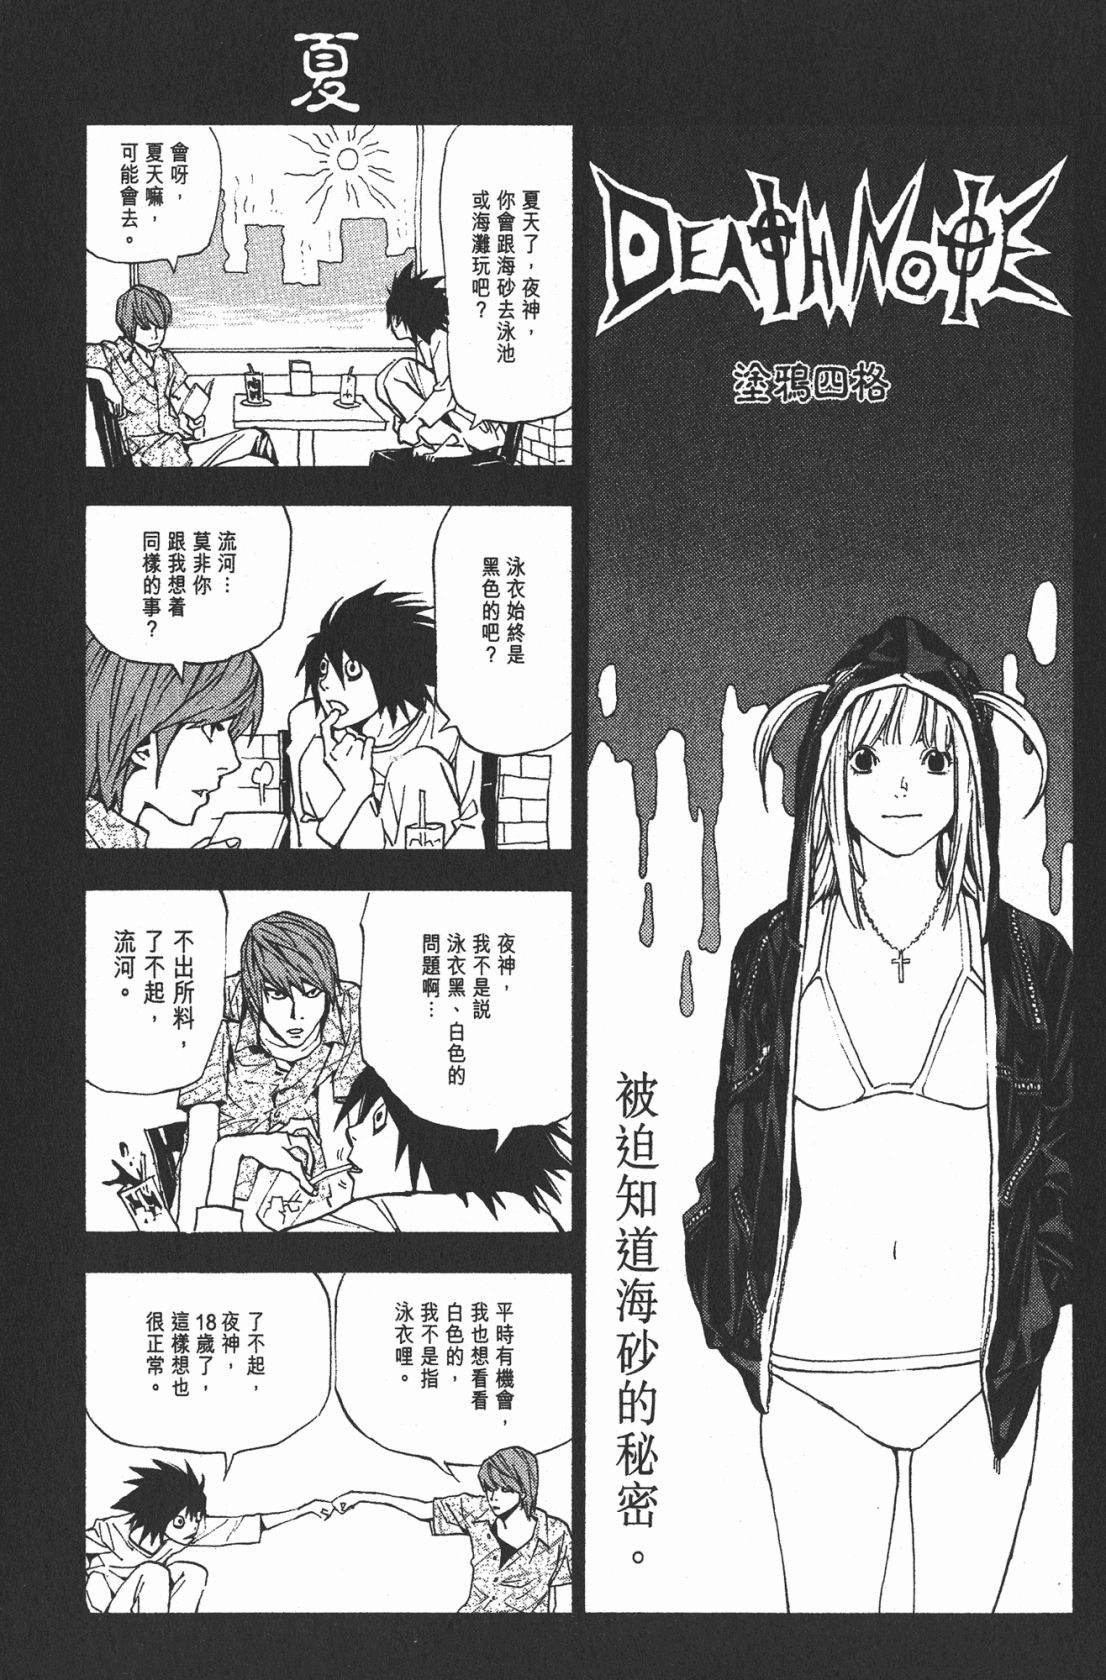 DEATH NOTE
塗鴉四格
被迫知道海砂的秘密。
夏
夏天了,夜神,
你會跟海砂去泳池
或海灘玩吧?
會呀,
夏天嘛,
可能會去。
泳衣始終是
黑色的吧?
流河…
莫非你
跟我想着
同樣的事?
夜神,
我不是説
泳衣黑、白色的
問題啊…
不出所料,
了不起,
流河。
平時有機會,
我也想看看
白色的,
我不是指
泳衣哩。
了不起,
夜神,
18歲了,
這樣想也
很正常。